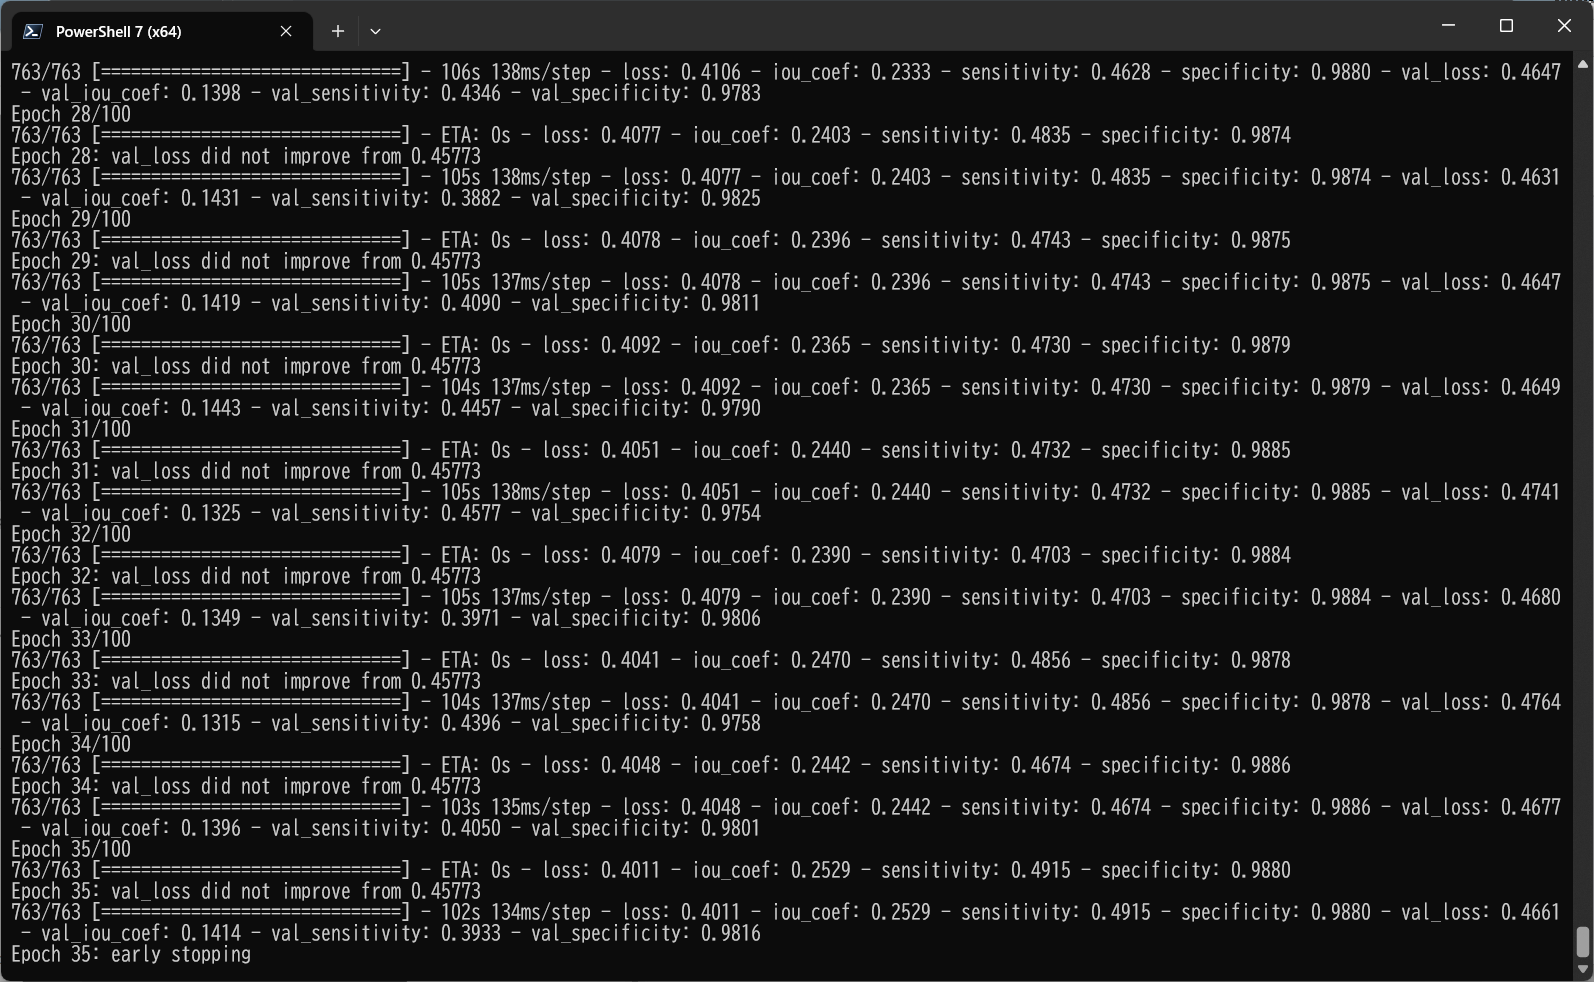 PowerShell 7 (x64)
763/763 [==============================] - 106s 138ms/step - loss: 0.4106 - iou_coef: 0.2333 - sensitivity: 0.4628 - specificity: 0.9880 - val_loss: 0.4647
 - val_iou_coef: 0.1398 - val_sensitivity: 0.4346 - val_specificity: 0.9783
Epoch 28/100
763/763 [==============================] - ETA: 0s - loss: 0.4077 - iou_coef: 0.2403 - sensitivity: 0.4835 - specificity: 0.9874
Epoch 28: val_loss did not improve from 0.45773
763/763 [==============================] - 105s 138ms/step - loss: 0.4077 - iou_coef: 0.2403 - sensitivity: 0.4835 - specificity: 0.9874 - val_loss: 0.4631
 - val_iou_coef: 0.1431 - val_sensitivity: 0.3882 - val_specificity: 0.9825
Epoch 29/100
763/763 [==============================] - ETA: 0s - loss: 0.4078 - iou_coef: 0.2396 - sensitivity: 0.4743 - specificity: 0.9875
Epoch 29: val_loss did not improve from 0.45773
763/763 [==============================] - 105s 137ms/step - loss: 0.4078 - iou_coef: 0.2396 - sensitivity: 0.4743 - specificity: 0.9875 - val_loss: 0.4647
 - val_iou_coef: 0.1419 - val_sensitivity: 0.4090 - val_specificity: 0.9811
Epoch 30/100
763/763 [==============================] - ETA: 0s - loss: 0.4092 - iou_coef: 0.2365 - sensitivity: 0.4730 - specificity: 0.9879
Epoch 30: val_loss did not improve from 0.45773
763/763 [==============================] - 104s 137ms/step - loss: 0.4092 - iou_coef: 0.2365 - sensitivity: 0.4730 - specificity: 0.9879 - val_loss: 0.4649
 - val_iou_coef: 0.1443 - val_sensitivity: 0.4457 - val_specificity: 0.9790
Epoch 31/100
763/763 [==============================] - ETA: 0s - loss: 0.4051 - iou_coef: 0.2440 - sensitivity: 0.4732 - specificity: 0.9885
Epoch 31: val_loss did not improve from 0.45773
763/763 [==============================] - 105s 138ms/step - loss: 0.4051 - iou_coef: 0.2440 - sensitivity: 0.4732 - specificity: 0.9885 - val_loss: 0.4741
 - val_iou_coef: 0.1325 - val_sensitivity: 0.4577 - val_specificity: 0.9754
Epoch 32/100
763/763 [==============================] - ETA: 0s - loss: 0.4079 - iou_coef: 0.2390 - sensitivity: 0.4703 - specificity: 0.9884
Epoch 32: val_loss did not improve from 0.45773
763/763 [==============================] - 105s 137ms/step - loss: 0.4079 - iou_coef: 0.2390 - sensitivity: 0.4703 - specificity: 0.9884 - val_loss: 0.4680
 - val_iou_coef: 0.1349 - val_sensitivity: 0.3971 - val_specificity: 0.9806
Epoch 33/100
763/763 [==============================] - ETA: 0s - loss: 0.4041 - iou_coef: 0.2470 - sensitivity: 0.4856 - specificity: 0.9878
Epoch 33: val_loss did not improve from 0.45773
763/763 [==============================] - 104s 137ms/step - loss: 0.4041 - iou_coef: 0.2470 - sensitivity: 0.4856 - specificity: 0.9878 - val_loss: 0.4764
 - val_iou_coef: 0.1315 - val_sensitivity: 0.4396 - val_specificity: 0.9758
Epoch 34/100
763/763 [==============================] - ETA: 0s - loss: 0.4048 - iou_coef: 0.2442 - sensitivity: 0.4674 - specificity: 0.9886
Epoch 34: val_loss did not improve from 0.45773
763/763 [==============================] - 103s 135ms/step - loss: 0.4048 - iou_coef: 0.2442 - sensitivity: 0.4674 - specificity: 0.9886 - val_loss: 0.4677
 - val_iou_coef: 0.1396 - val_sensitivity: 0.4050 - val_specificity: 0.9801
Epoch 35/100
763/763 [==============================] - ETA: 0s - loss: 0.4011 - iou_coef: 0.2529 - sensitivity: 0.4915 - specificity: 0.9880
Epoch 35: val_loss did not improve from 0.45773
763/763 [==============================] - 102s 134ms/step - loss: 0.4011 - iou_coef: 0.2529 - sensitivity: 0.4915 - specificity: 0.9880 - val_loss: 0.4661
 - val_iou_coef: 0.1414 - val_sensitivity: 0.3933 - val_specificity: 0.9816
Epoch 35: early stopping